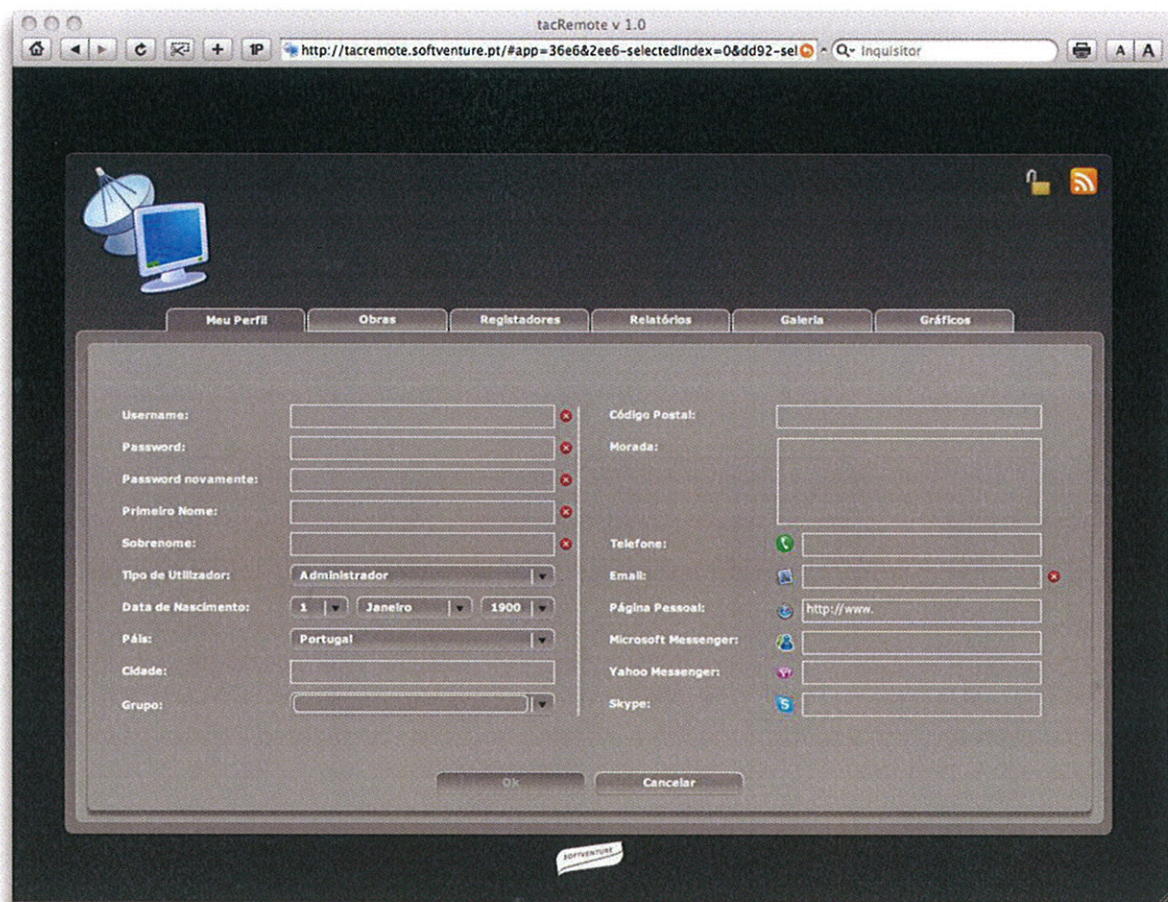 tacRemote v 1.0
1P http://tacremote.softventure.pt/#app=36e6&2ee6-selectedIndex=0&dd92-sel Inquisitor A A
Meu Perfil Obras Registadores Relatórios Galeria Gráficos
Username:
Password:
Password novamente:
Primeiro Nome:
Sobrenome:
Tipo de Utilizador: Administrador
Data de Nascimento: 1 Janeiro 1900
Páis: Portugal
Cidade:
Grupo:
Código Postal:
Morada:
Telefone:
Email:
Página Pessoal: http://www.
Microsoft Messenger:
Yahoo Messenger:
Skype:
Ok Cancelar
SOFTVENTURE